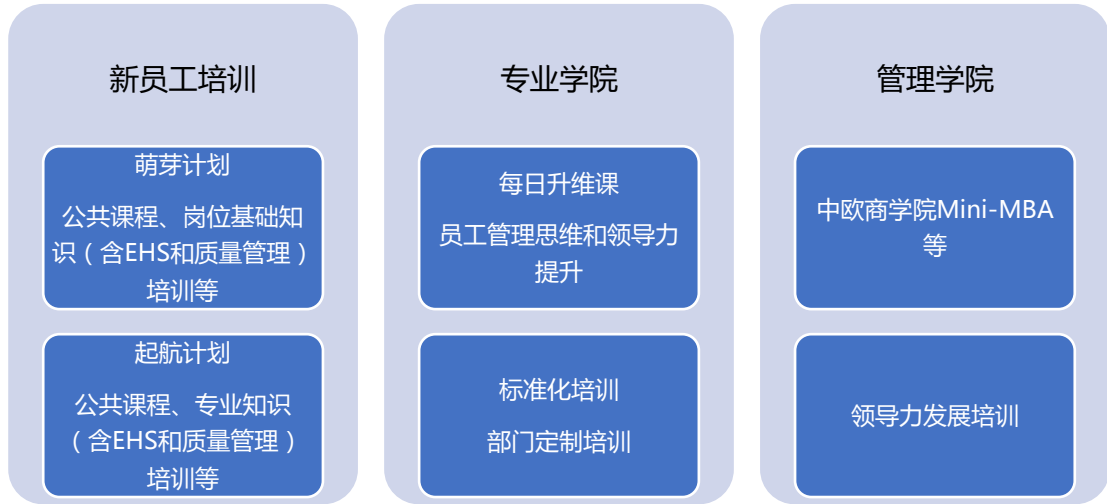 新员工培训
萌芽计划
公共课程、岗位基础知
识（含EHS和质量管理）
培训等
起航计划
公共课程、专业知识
（含EHS和质量管理）
培训等
专业学院
每日升维课
员工管理思维和领导力
提升
标准化培训
部门定制培训
管理学院
中欧商学院Mini-MBA
等
领导力发展培训